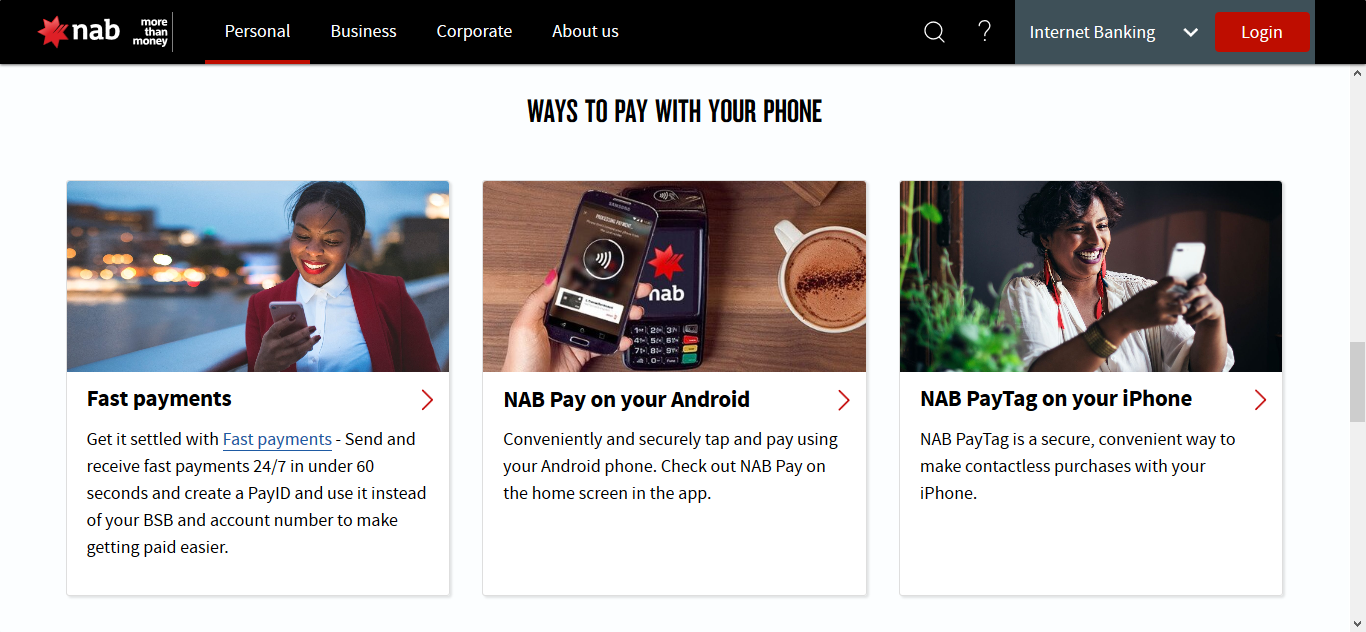 nab
more
than
money
Personal
Business
Corporate
About us
?
Internet Banking
Login
WAYS TO PAY WITH YOUR PHONE
SAMSUNG
PROCESSING PAYMENT...
nab
Fast payments
Get it settled with Fast payments - Send and
receive fast payments 24/7 in under 60
seconds and create a PayID and use it instead
of your BSB and account number to make
getting paid easier.
NAB Pay on your Android
Conveniently and securely tap and pay using
your Android phone. Check out NAB Pay on
the home screen in the app.
NAB PayTag on your iPhone
NAB PayTag is a secure, convenient way to
make contactless purchases with your
iPhone.